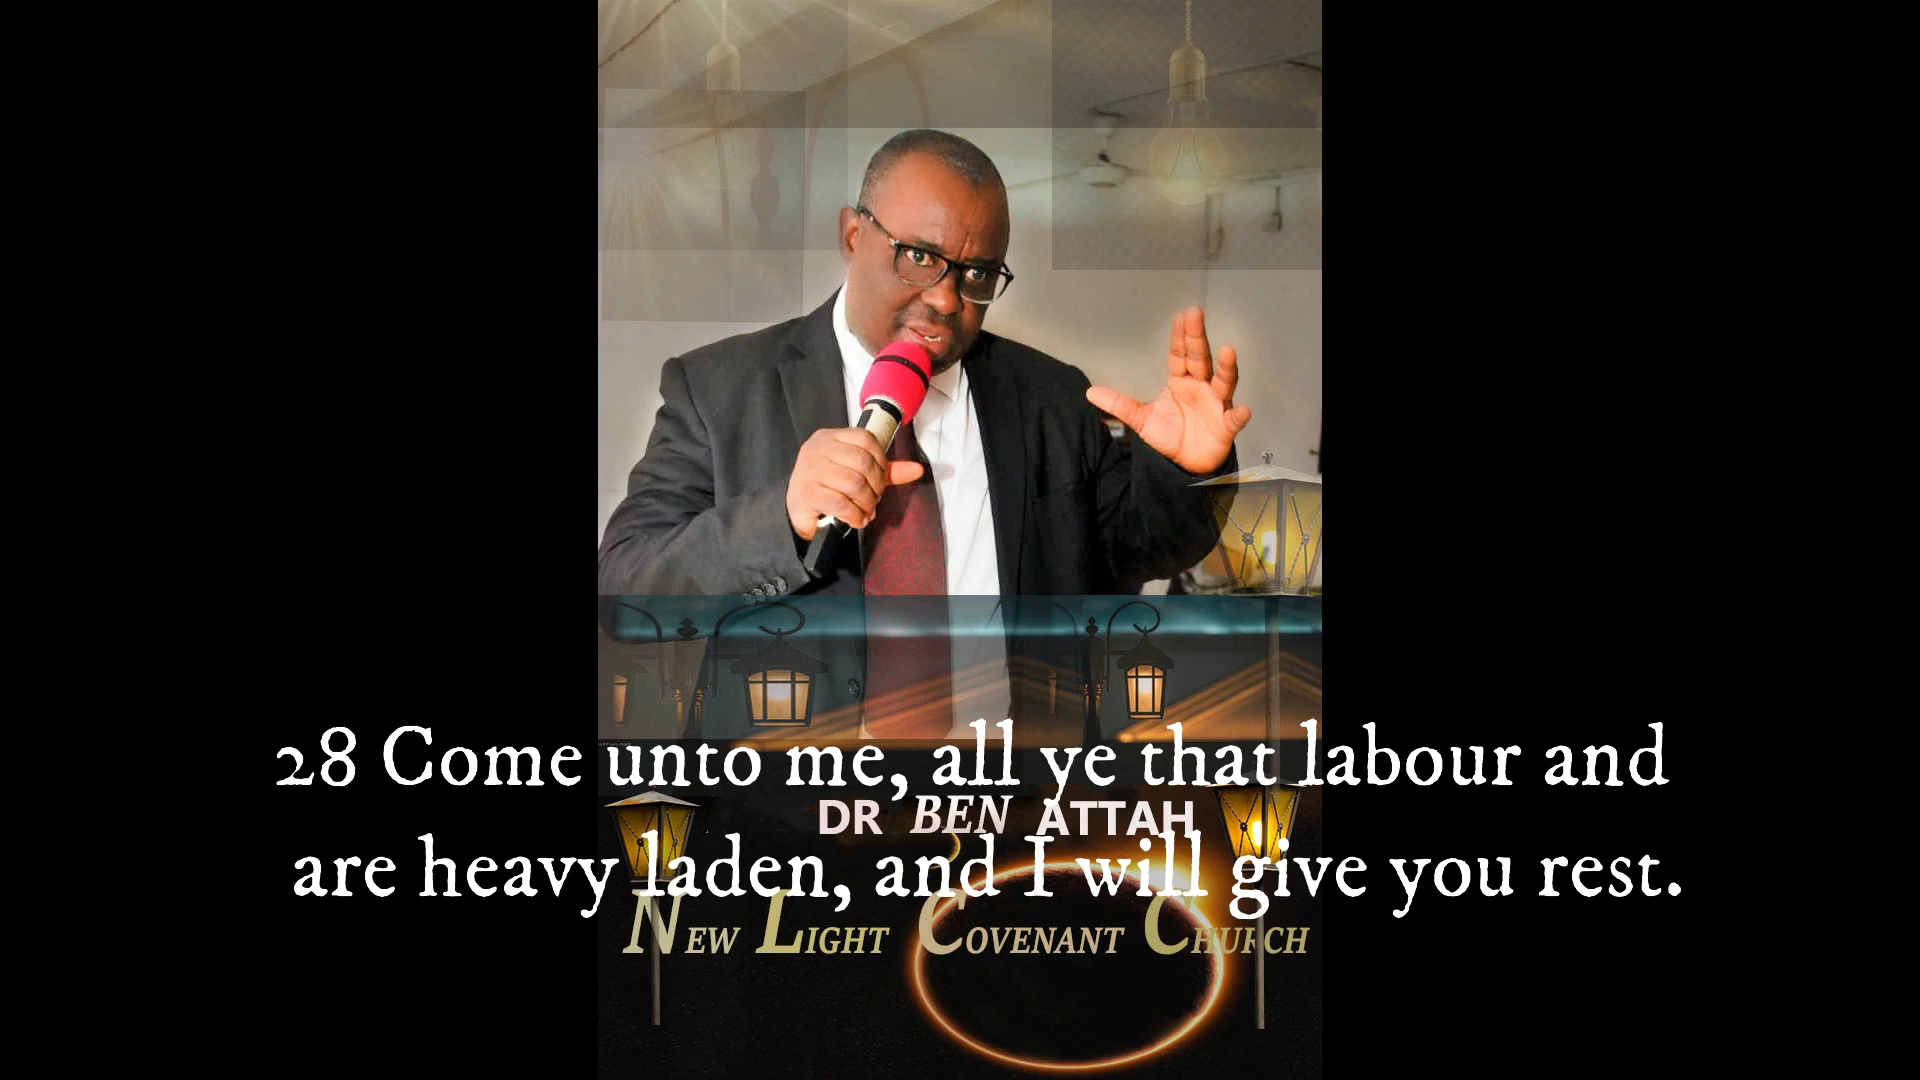 28 Come unto me, all ye that labour and
DR BEN ATTAH
are heavy laden, and I will give you rest.
NEW LIGHT COVENANT CHURCH